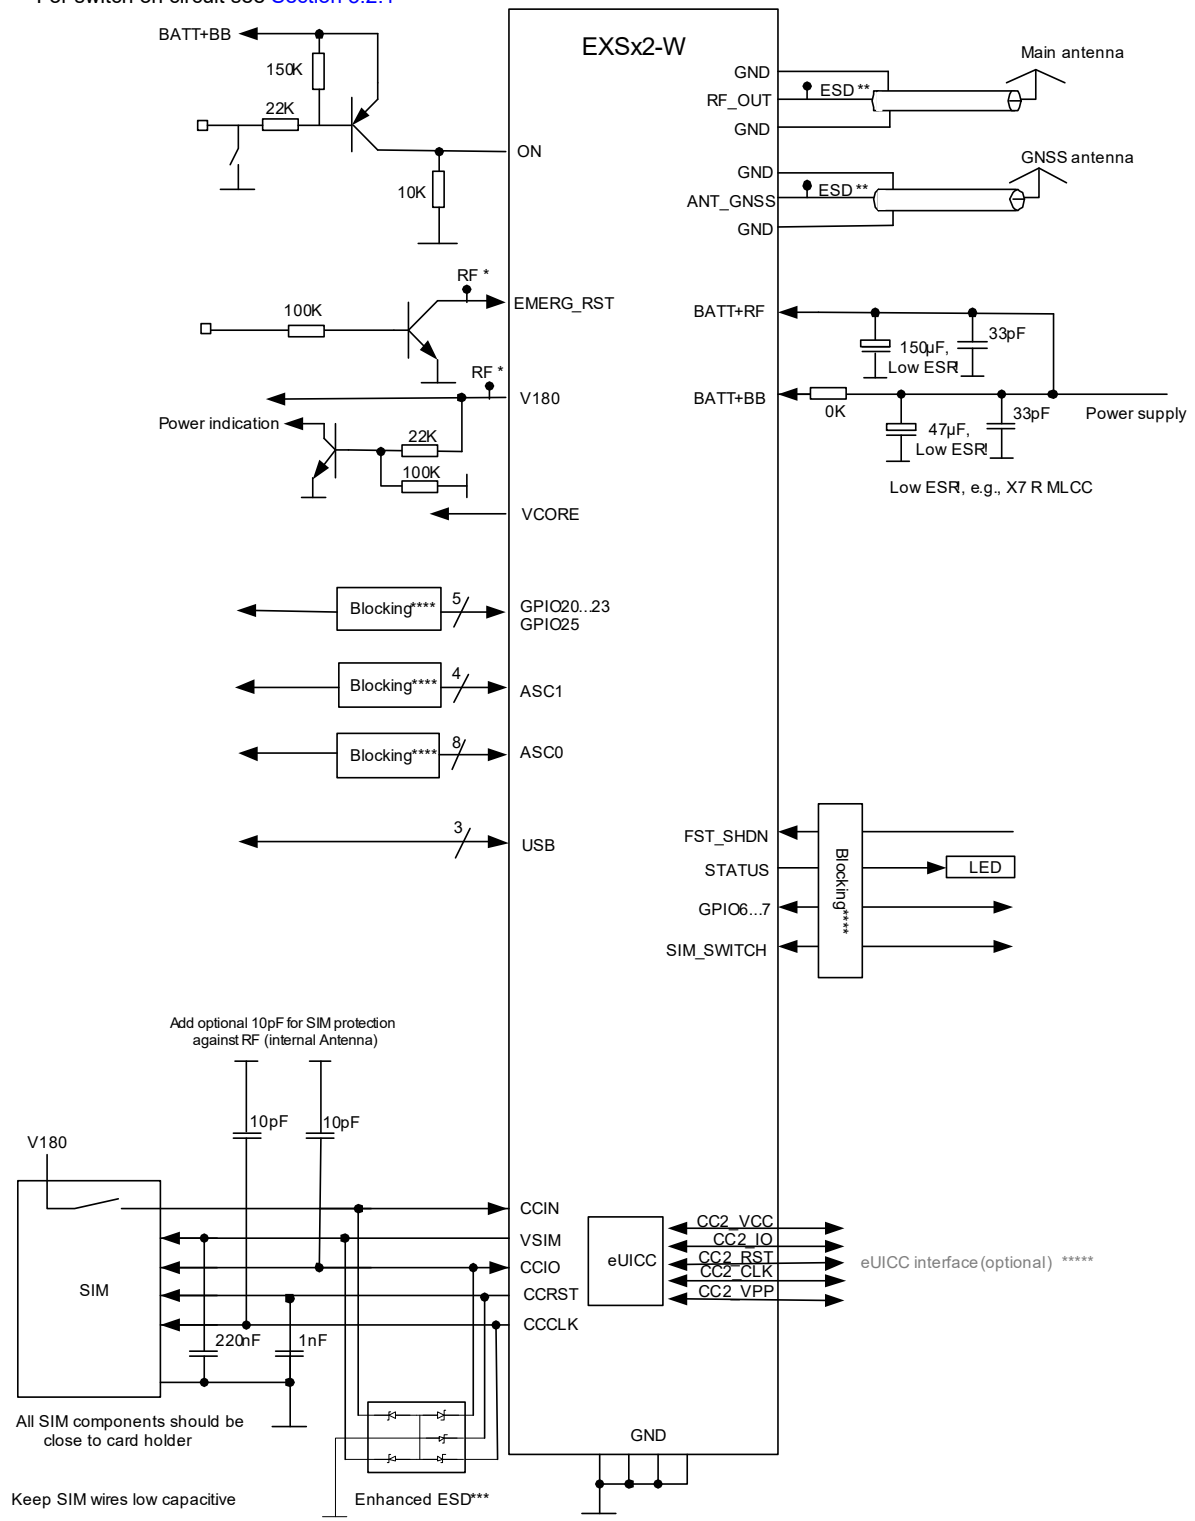 EXSx2-W
BATT+BB
150K
22K
ON
10K
RF *
EMERG_RST
100K
RF *
V180
Power indication
22K
100K
VCORE
Blocking****
5
GPIO20...23
GPIO25
Blocking****
4
ASC1
Blocking****
8
ASC0
3
USB
GND
RF_OUT
GND
ESD **
Main antenna
GND
ANT_GNSS
GND
ESD **
GNSS antenna
BATT+RF
150µF,
Low ESR!
33pF
BATT+BB
0K
47µF,
Low ESR!
33pF
Power supply
Low ESR!, e.g., X7 R MLCC
FST_SHDN
STATUS
GPIO6...7
SIM_SWITCH
Blocking****
LED
Add optional 10pF for SIM protection
against RF (internal Antenna)
10pF
10pF
V180
SIM
CCIN
VSIM
CCIO
CCRST
CCCLK
220nF
1nF
All SIM components should be
close to card holder
Keep SIM wires low capacitive
Enhanced ESD***
eUICC
CC2_VCC
CC2_IO
CC2_RST
CC2_CLK
CC2_VPP
eUICC interface (optional) *****
GND